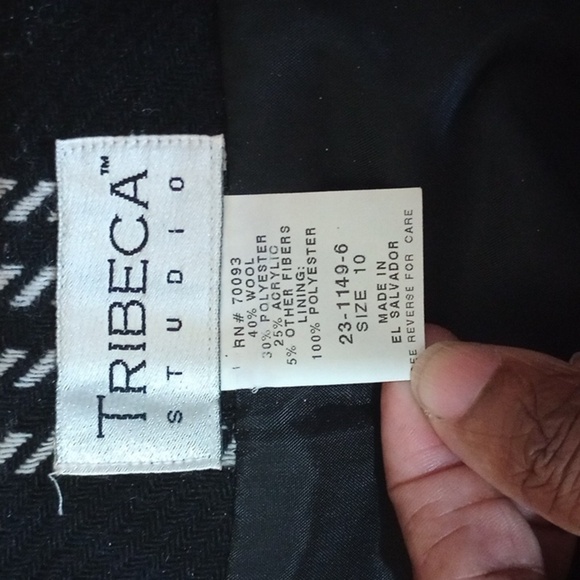 TRIBECA™
STUDIO
RN# 70093
40% WOOL
30% POLYESTER
25% ACRYLIC
5% OTHER FIBERS
LINING:
100% POLYESTER
23-1149-6
SIZE 10
MADE IN
EL SALVADOR
EE REVERSE FOR CARE